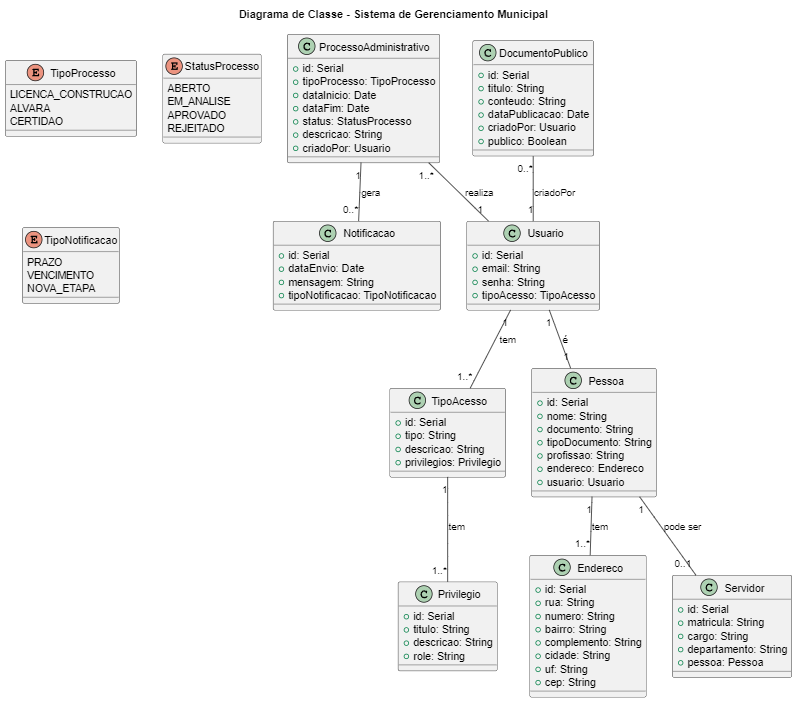 Diagrama de Classe - Sistema de Gerenciamento Municipal
E TipoProcesso
LICENCA_CONSTRUCAO
ALVARA
CERTIDAO
E StatusProcesso
ABERTO
EM_ANALISE
APROVADO
REJEITADO
C ProcessoAdministrativo
id: Serial
tipoProcesso: TipoProcesso
dataInicio: Date
dataFim: Date
status: StatusProcesso
descricao: String
criadoPor: Usuario
C DocumentoPublico
id: Serial
titulo: String
conteudo: String
dataPublicacao: Date
criadoPor: Usuario
publico: Boolean
1
gera
0..*
1..*
realiza
1
0..*
criadoPor
1
E TipoNotificacao
PRAZO
VENCIMENTO
NOVA_ETAPA
C Notificacao
id: Serial
dataEnvio: Date
mensagem: String
tipoNotificacao: TipoNotificacao
C Usuario
id: Serial
email: String
senha: String
tipoAcesso: TipoAcesso
1
tem
1..*
1
é
1
C TipoAcesso
id: Serial
tipo: String
descricao: String
privilegios: Privilegio
C Pessoa
id: Serial
nome: String
documento: String
tipoDocumento: String
profissao: String
endereco: Endereco
usuario: Usuario
1
tem
1..*
1
tem
1..*
1
pode ser
0..1
C Privilegio
id: Serial
titulo: String
descricao: String
role: String
C Endereco
id: Serial
rua: String
numero: String
bairro: String
complemento: String
cidade: String
uf: String
cep: String
C Servidor
id: Serial
matricula: String
cargo: String
departamento: String
pessoa: Pessoa